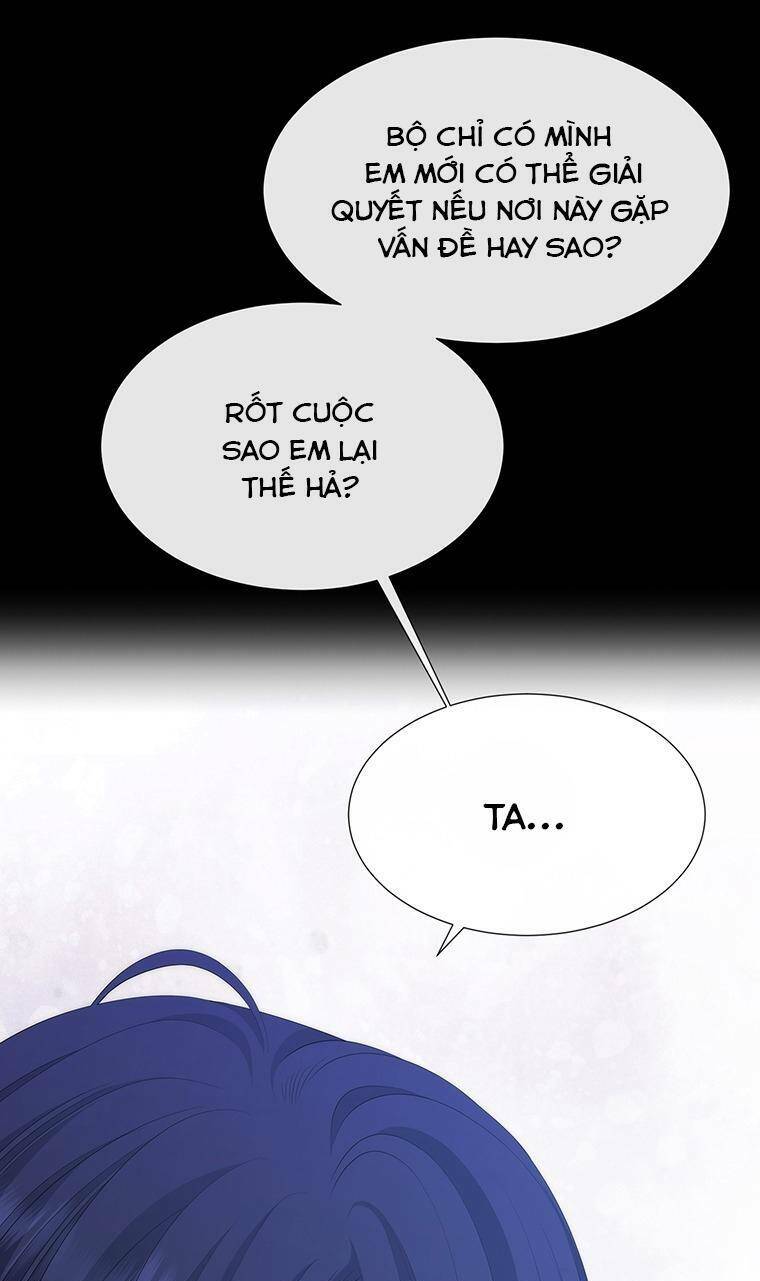 BỘ CHỈ CÓ MÌNH
EM MỚI CÓ THỂ GIẢI
QUYẾT NẾU NƠI NÀY GẶP
VẤN ĐỀ HAY SAO?
RỐT CUỘC
SAO EM LẠI
THẾ HẢ?
TA...